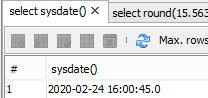 select sysdate() select round(15.563
Max. rows
# sysdate()
1 2020-02-24 16:00:45.0